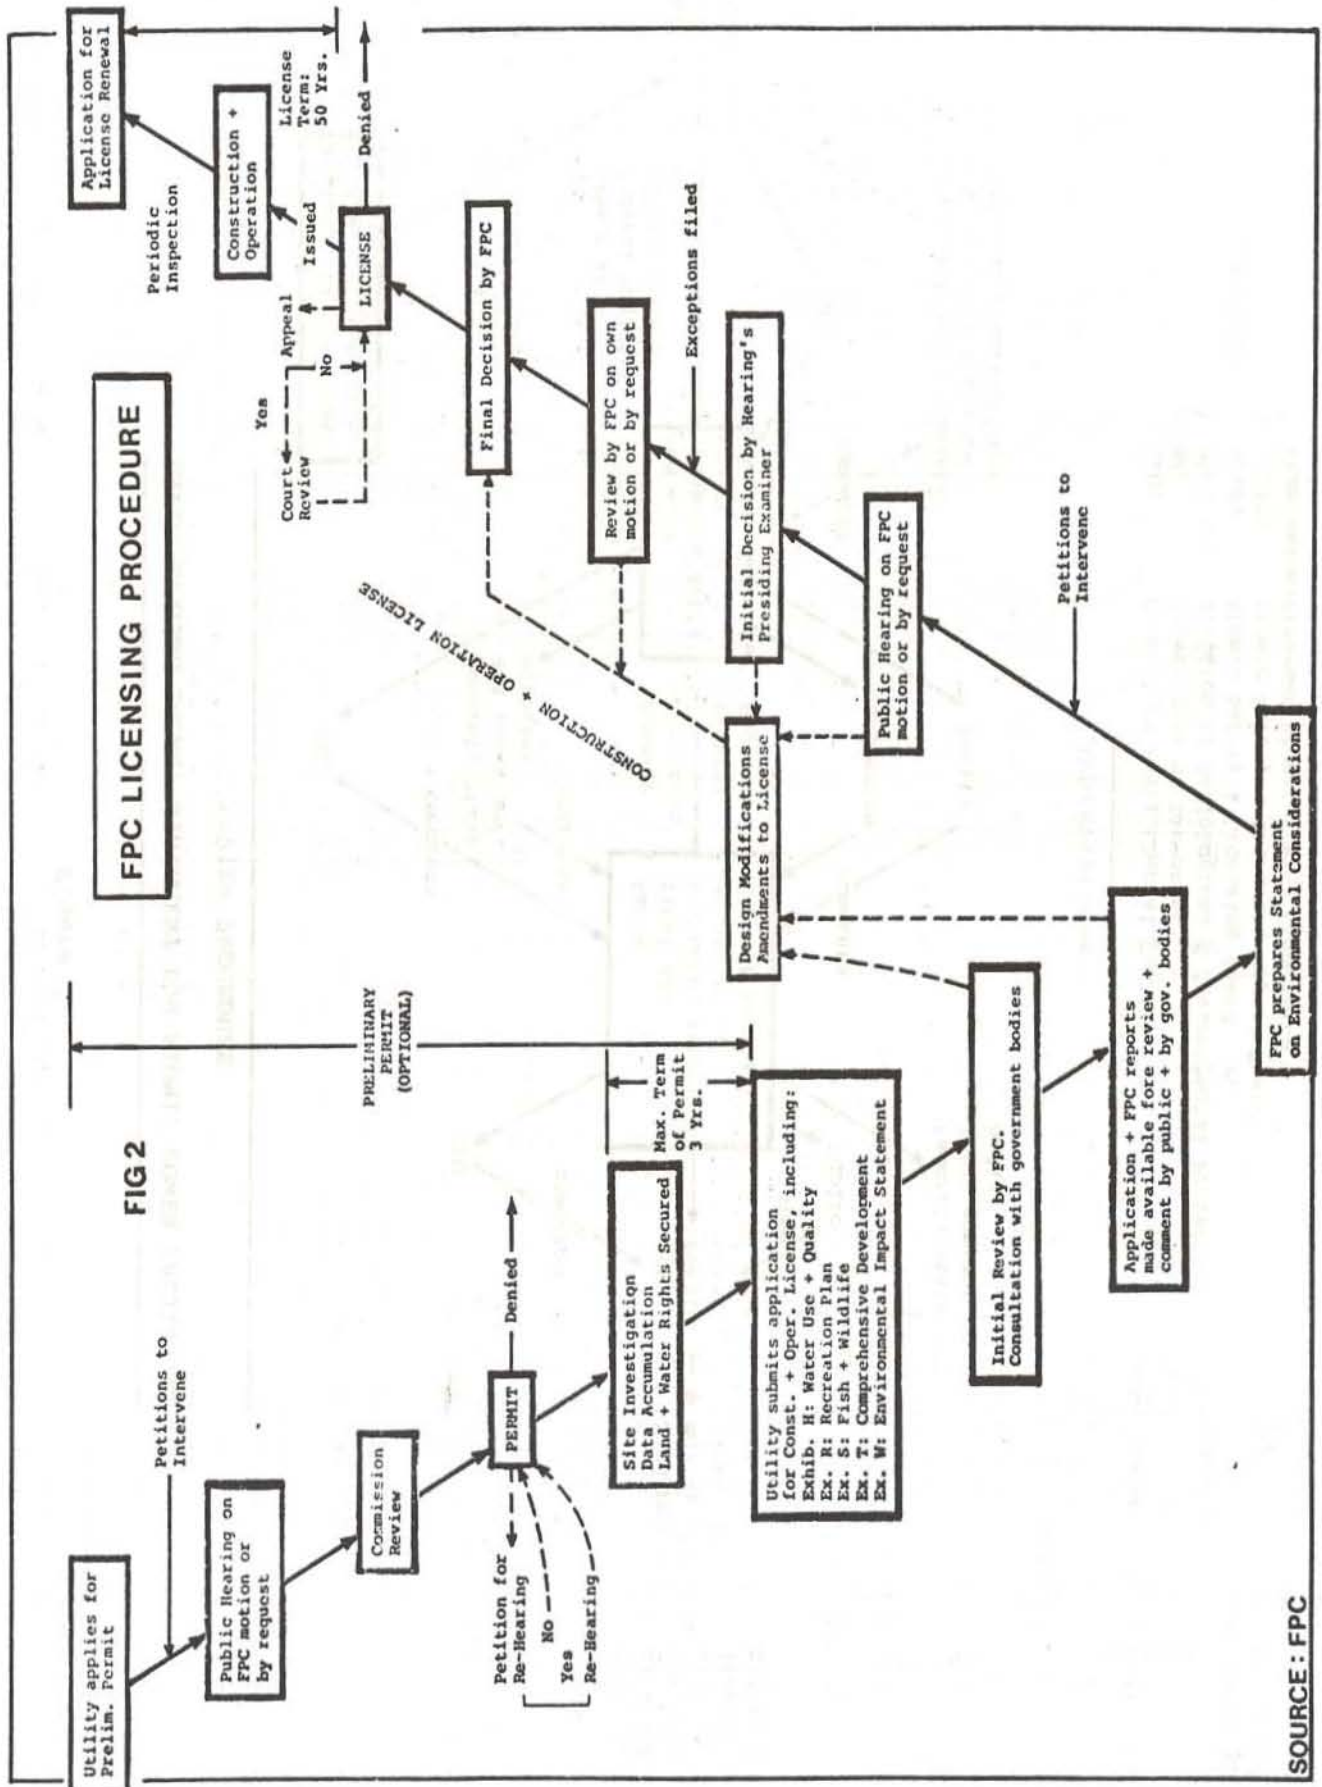 FIG 2
FPC LICENSING PROCEDURE
Utility applies for
Prelim. Permit
Petitions to
Intervene
Public Hearing on
FPC motion or
by request
Commission
Review
PERMIT
Denied
Petition for
Re-Hearing
No
Yes
Re-Hearing
Site Investigation
Data Accumulation
Land + Water Rights Secured
PRELIMINARY
PERMIT
(OPTIONAL)
Max. Term
of Permit
3 Yrs.
Utility submits application
for Const. + Oper. License, including:
Exhib. H: Water Use + Quality
Ex. R: Recreation Plan
Ex. S: Fish + Wildlife
Ex. T: Comprehensive Development
Ex. W: Environmental Impact Statement
Initial Review by FPC.
Consultation with government bodies
Application + FPC reports
made available fore review +
comment by public + by gov. bodies
FPC prepares Statement
on Environmental Considerations
Petitions to
Intervene
Public Hearing on FPC
motion or by request
Design Modifications
Amendments to License
Initial Decision by Hearing's
Presiding Examiner
Exceptions filed
Review by FPC on own
motion or by request
CONSTRUCTION + OPERATION LICENSE
Final Decision by FPC
LICENSE
Denied
Issued
Appeal
No
Yes
Court
Review
Construction +
Operation
Periodic
Inspection
License
Term:
50 Yrs.
Application for
License Renewal
SOURCE: FPC